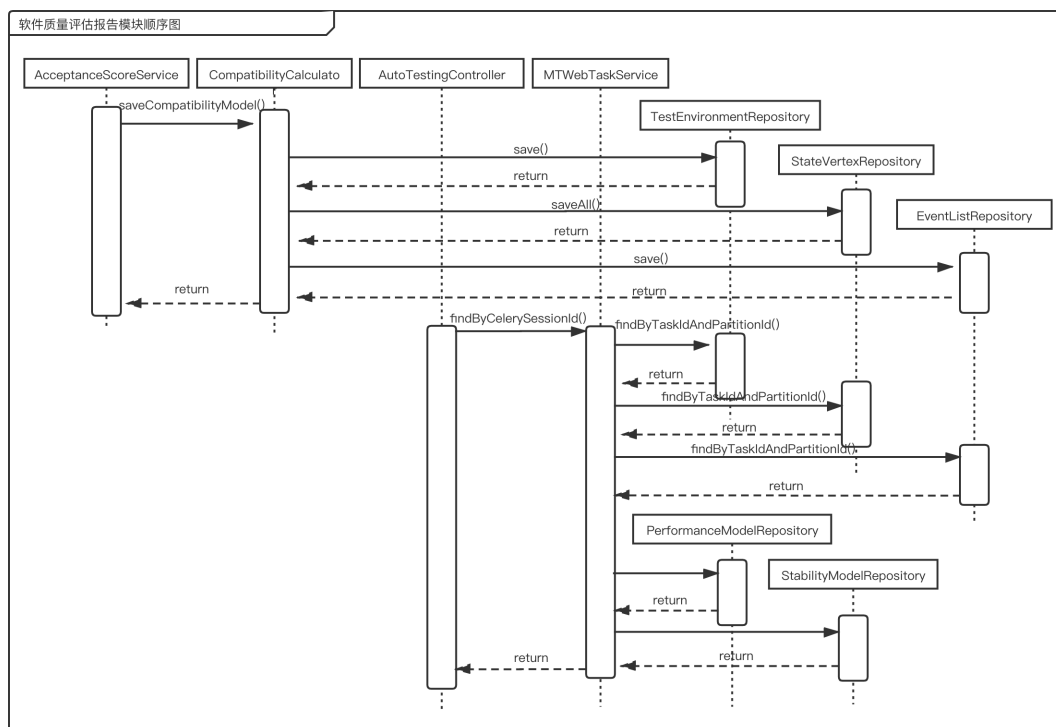 软件质量评估报告模块顺序图
AcceptanceScoreService
CompatibilityCalculato
AutoTestingController
MTWebTaskService
saveCompatibilityModel()
TestEnvironmentRepository
save()
StateVertexRepository
return
saveAll()
EventListRepository
return
save()
return
return
findByCelerySessionId()
findByTaskIdAndPartitionId()
return
findByTaskIdAndPartitionId()
return
findByTaskIdAndPartitionId()
return
PerformanceModelRepository
StabilityModelRepository
return
return
return